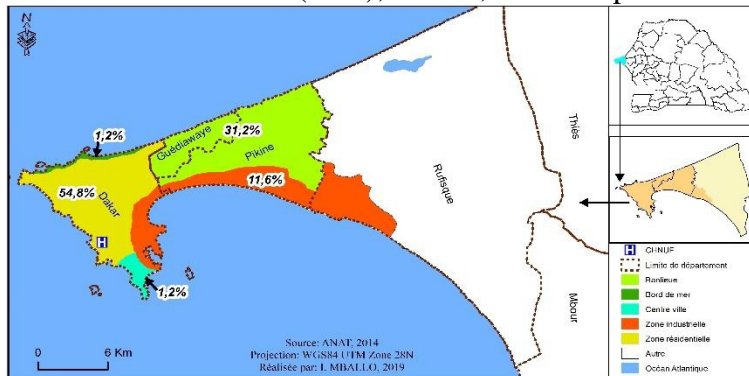 N
1,2%
Guédiawaye
31,2%
Pikine
Thiès
54,8%
Dakar
11,6%
Rufisque
H
1,2%
Mbour
Source: ANAT, 2014
Projection: WGS84 UTM Zone 28N
Réalisée par: I. MBALLO, 2019
0 6 Km
H CHNUF
Limite de départment
Banlieue
Bord de mer
Centre ville
Zone industrielle
Zone résidentielle
Autre
Océan Atlantique